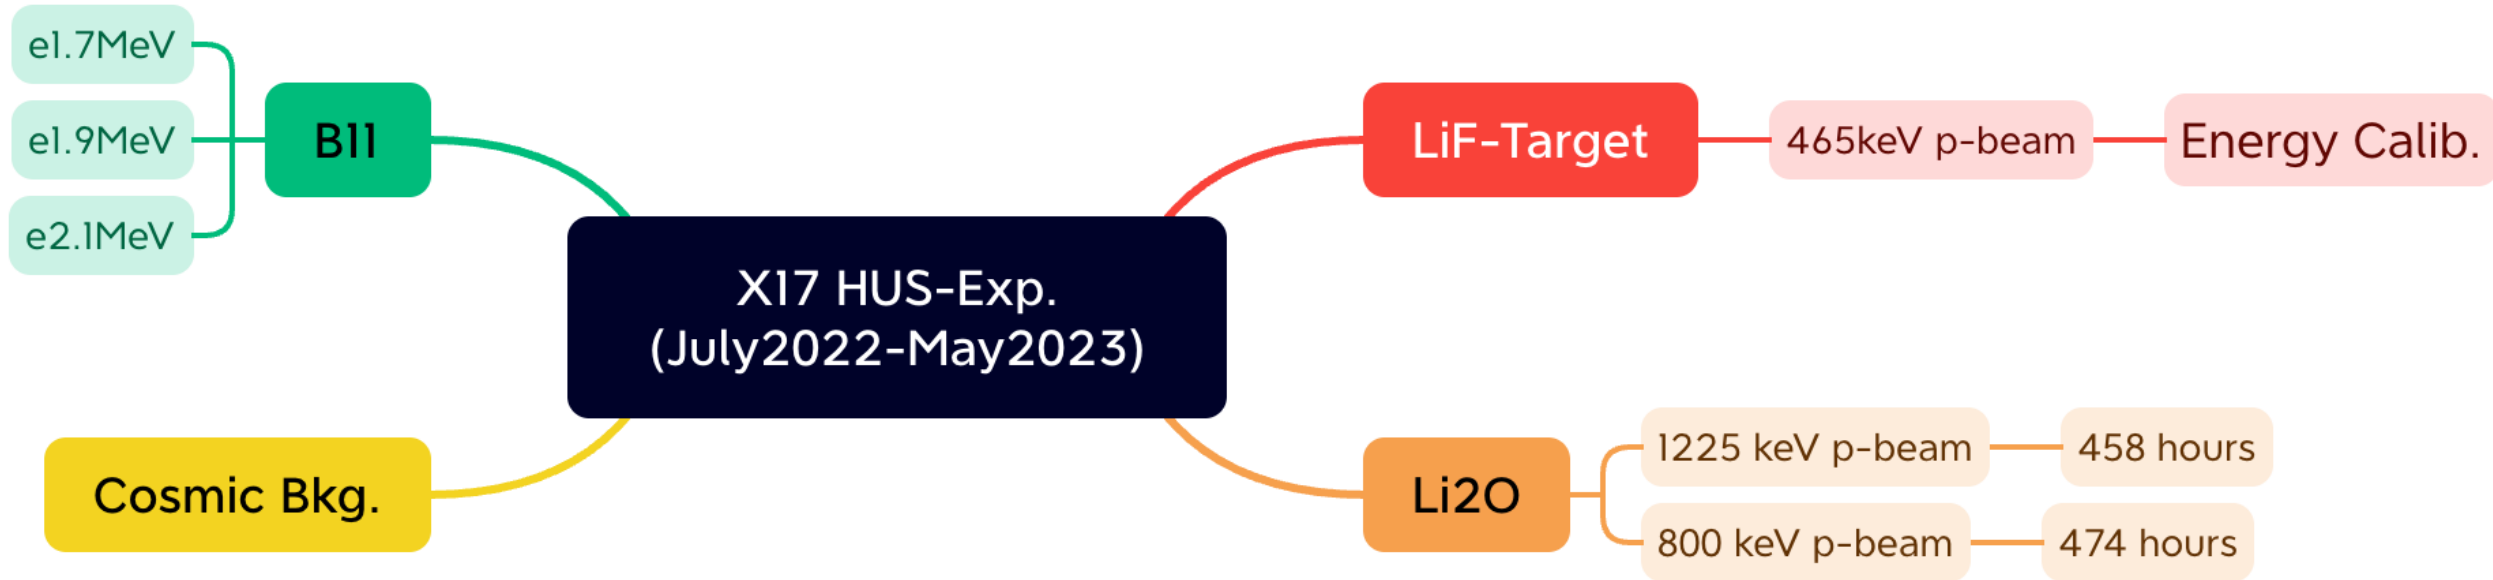 e1.7MeV
e1.9MeV
e2.1MeV
B11
Cosmic Bkg.
X17 HUS-Exp.
(July2022-May2023)
LiF-Target
465keV p-beam
Energy Calib.
Li2O
1225 keV p-beam
458 hours
800 keV p-beam
474 hours